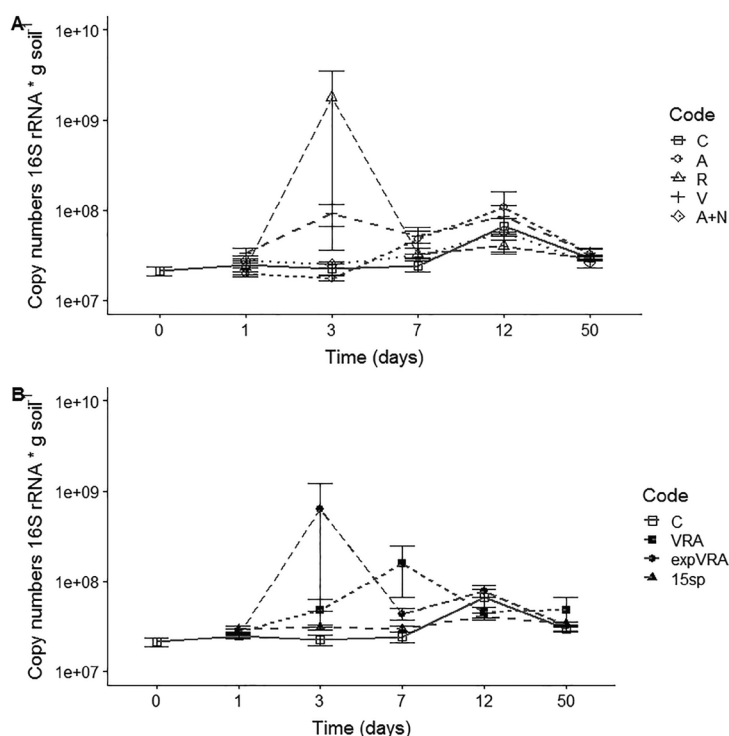 A
Copy numbers 16S rRNA * g soil⁻¹
1e+10
1e+09
1e+08
1e+07
0 1 3 7 12 50
Time (days)
Code
C
A
R
V
A+N
B
Copy numbers 16S rRNA * g soil⁻¹
1e+10
1e+09
1e+08
1e+07
0 1 3 7 12 50
Time (days)
Code
C
VRA
expVRA
15sp